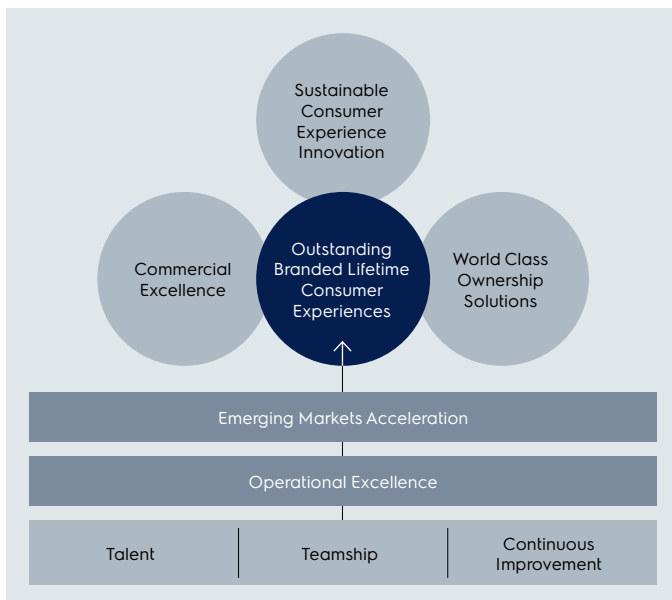 Sustainable
Consumer
Experience
Innovation
Commercial
Excellence
Outstanding
Branded Lifetime
Consumer
Experiences
World Class
Ownership
Solutions
Emerging Markets Acceleration
Operational Excellence
Talent
Teamship
Continuous
Improvement